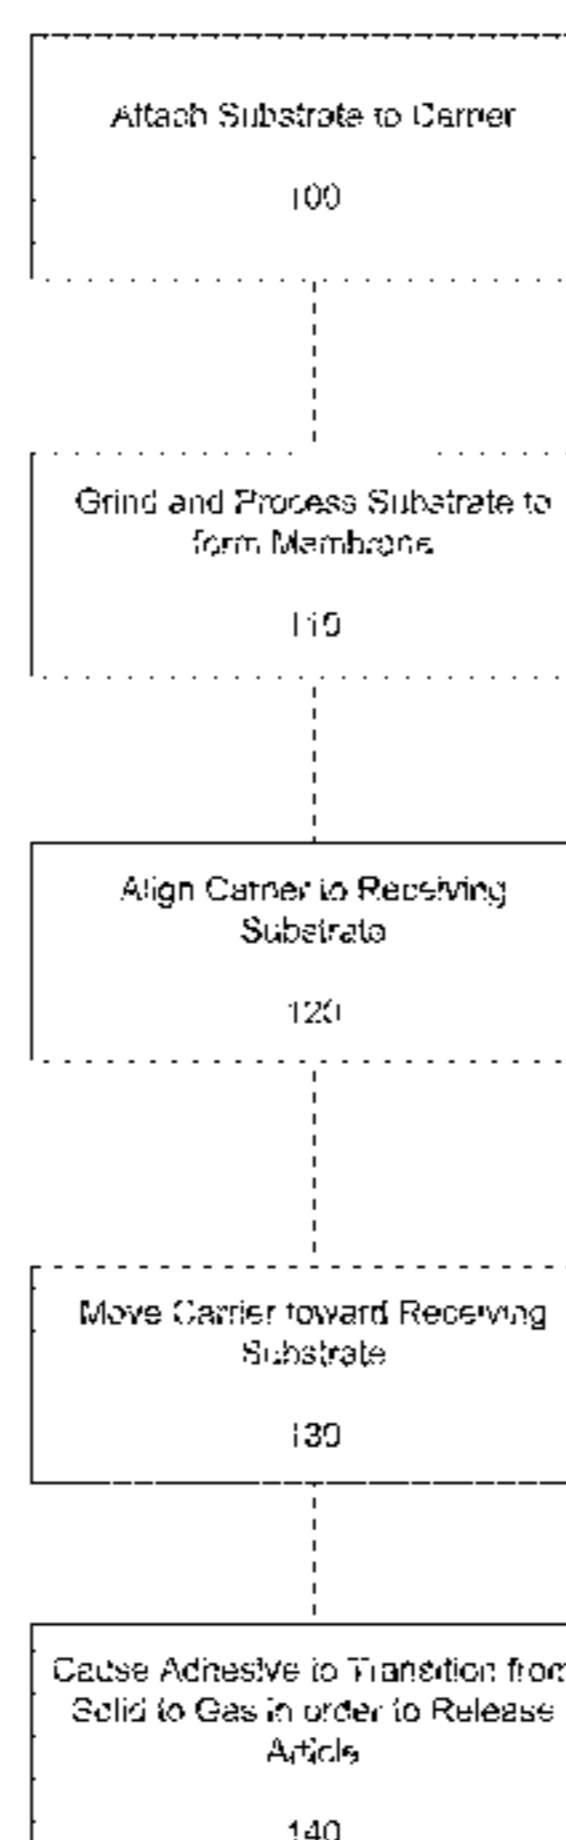 Attach Substrate to Carrier
100
Grind and Process Substrate to
form Membrane
110
Align Carrier to Receiving
Substrate
120
Move Carrier toward Receiving
Substrate
130
Cause Adhesive to Transition from
Solid to Gas in order to Release
Article
140